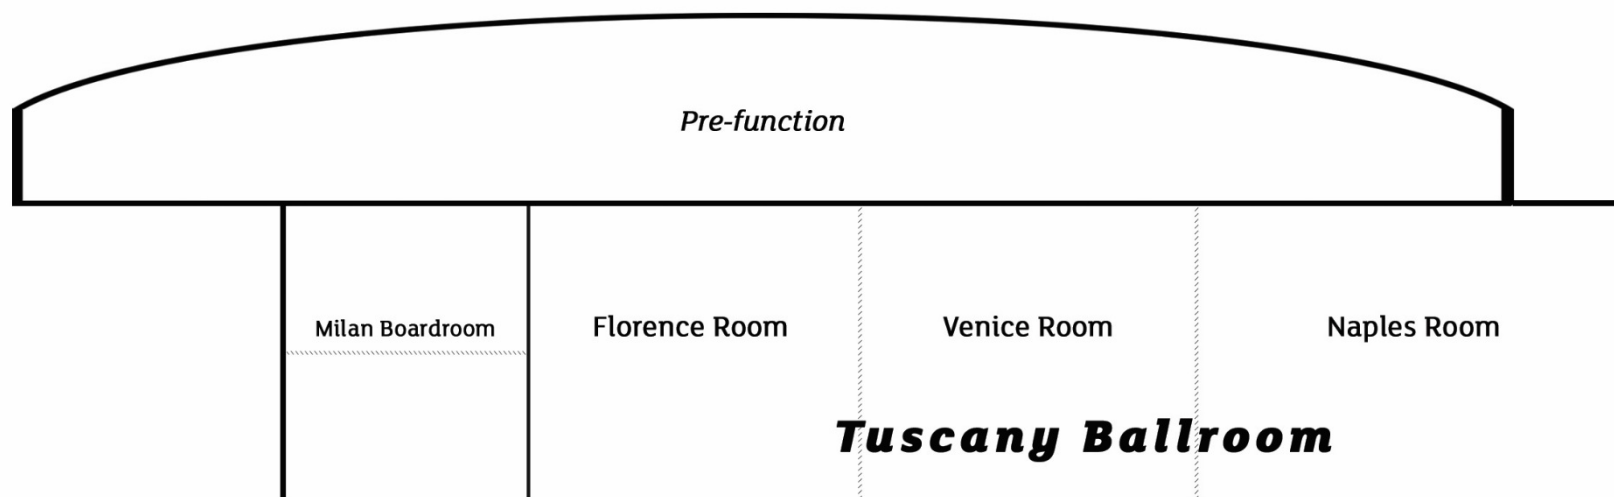 Pre-function
Milan Boardroom
Florence Room
Venice Room
Naples Room
Tuscany Ballroom